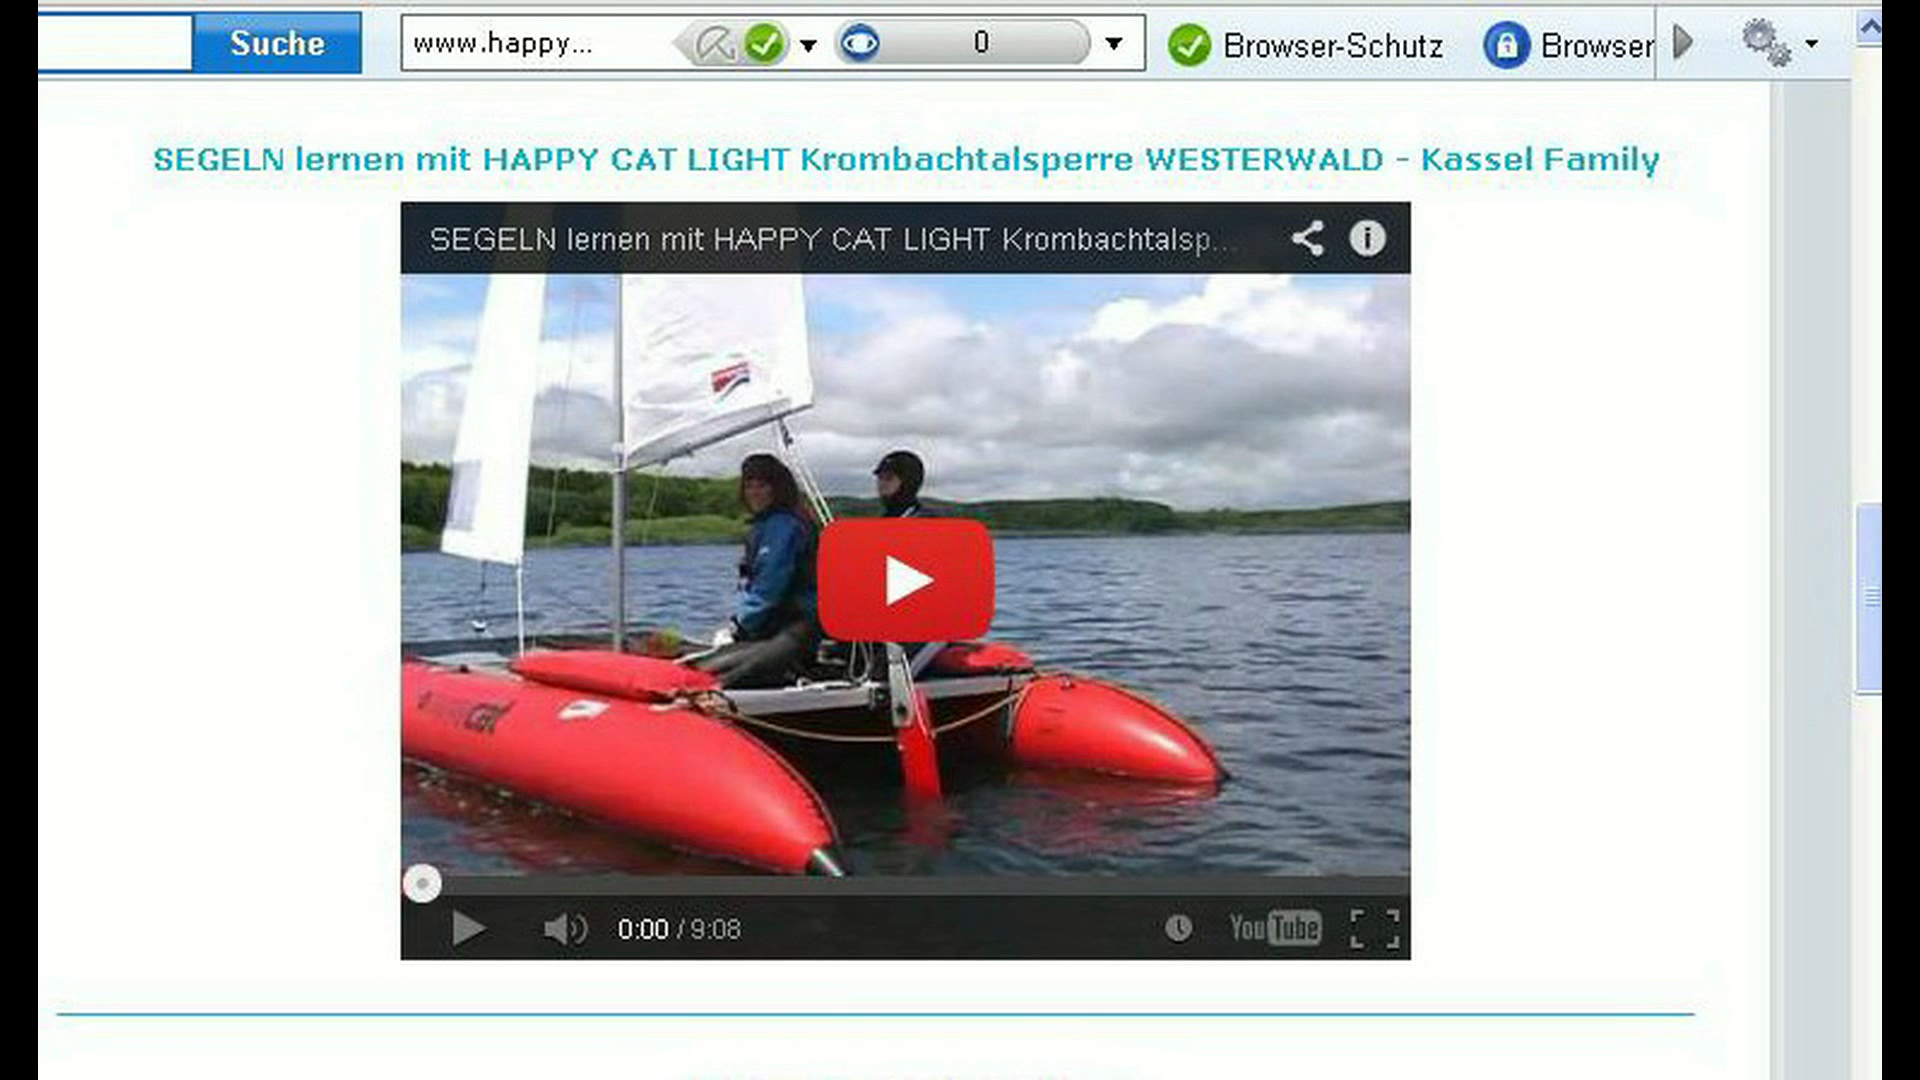 Suche
www.happy...
0
Browser-Schutz
Browser
SEGELN lernen mit HAPPY CAT LIGHT Krombachtalsperre WESTERWALD - Kassel Family
SEGELN lernen mit HAPPY CAT LIGHT Krombachtalsp...
cat
0:00 / 9:08
YouTube